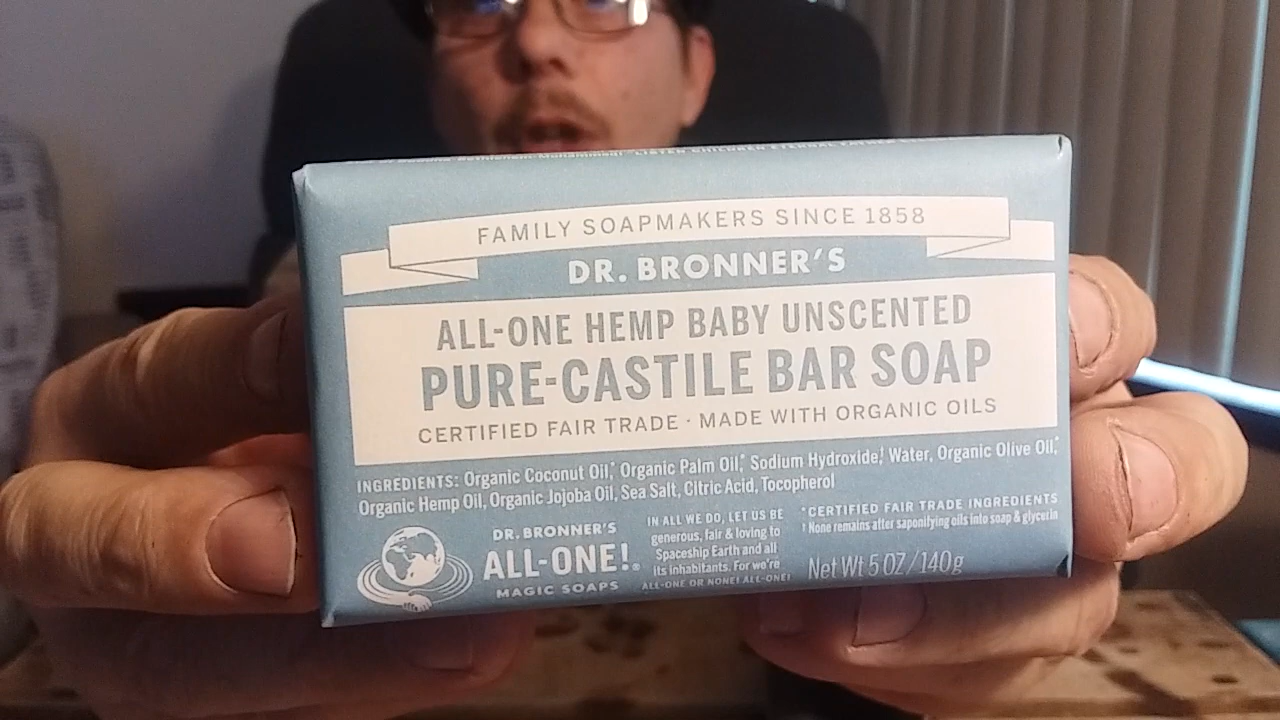 LISTEN CHILDREN ETERNAL FATHER
FAMILY SOAPMAKERS SINCE 1858
DR. BRONNER'S
ALL-ONE HEMP BABY UNSCENTED
PURE-CASTILE BAR SOAP
CERTIFIED FAIR TRADE · MADE WITH ORGANIC OILS
INGREDIENTS: Organic Coconut Oil,* Organic Palm Oil,* Sodium Hydroxide,† Water, Organic Olive Oil,*
Organic Hemp Oil, Organic Jojoba Oil, Sea Salt, Citric Acid, Tocopherol
DR. BRONNER'S
ALL-ONE!®
MAGIC SOAPS
IN ALL WE DO, LET US BE
generous, fair & loving to
Spaceship Earth and all
its inhabitants. For we're
ALL-ONE OR NONE! ALL-ONE!
*CERTIFIED FAIR TRADE INGREDIENTS
† None remains after saponifying oils into soap & glycerin
Net Wt 5 OZ/140g